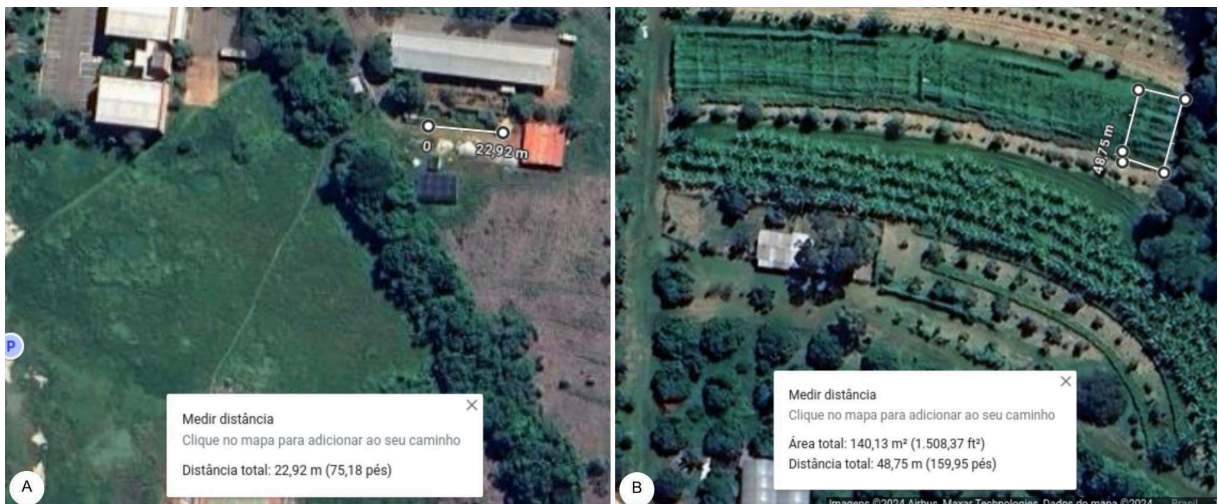 0
22,92 m
P
Medir distância
Clique no mapa para adicionar ao seu caminho
Distância total: 22,92 m (75,18 pés)
A
48,75 m
Medir distância
Clique no mapa para adicionar ao seu caminho
Área total: 140,13 m² (1.508,37 ft²)
Distância total: 48,75 m (159,95 pés)
B
Imagens ©2024 Airbus, Maxar Technologies, Dados do mapa ©2024 Brasil